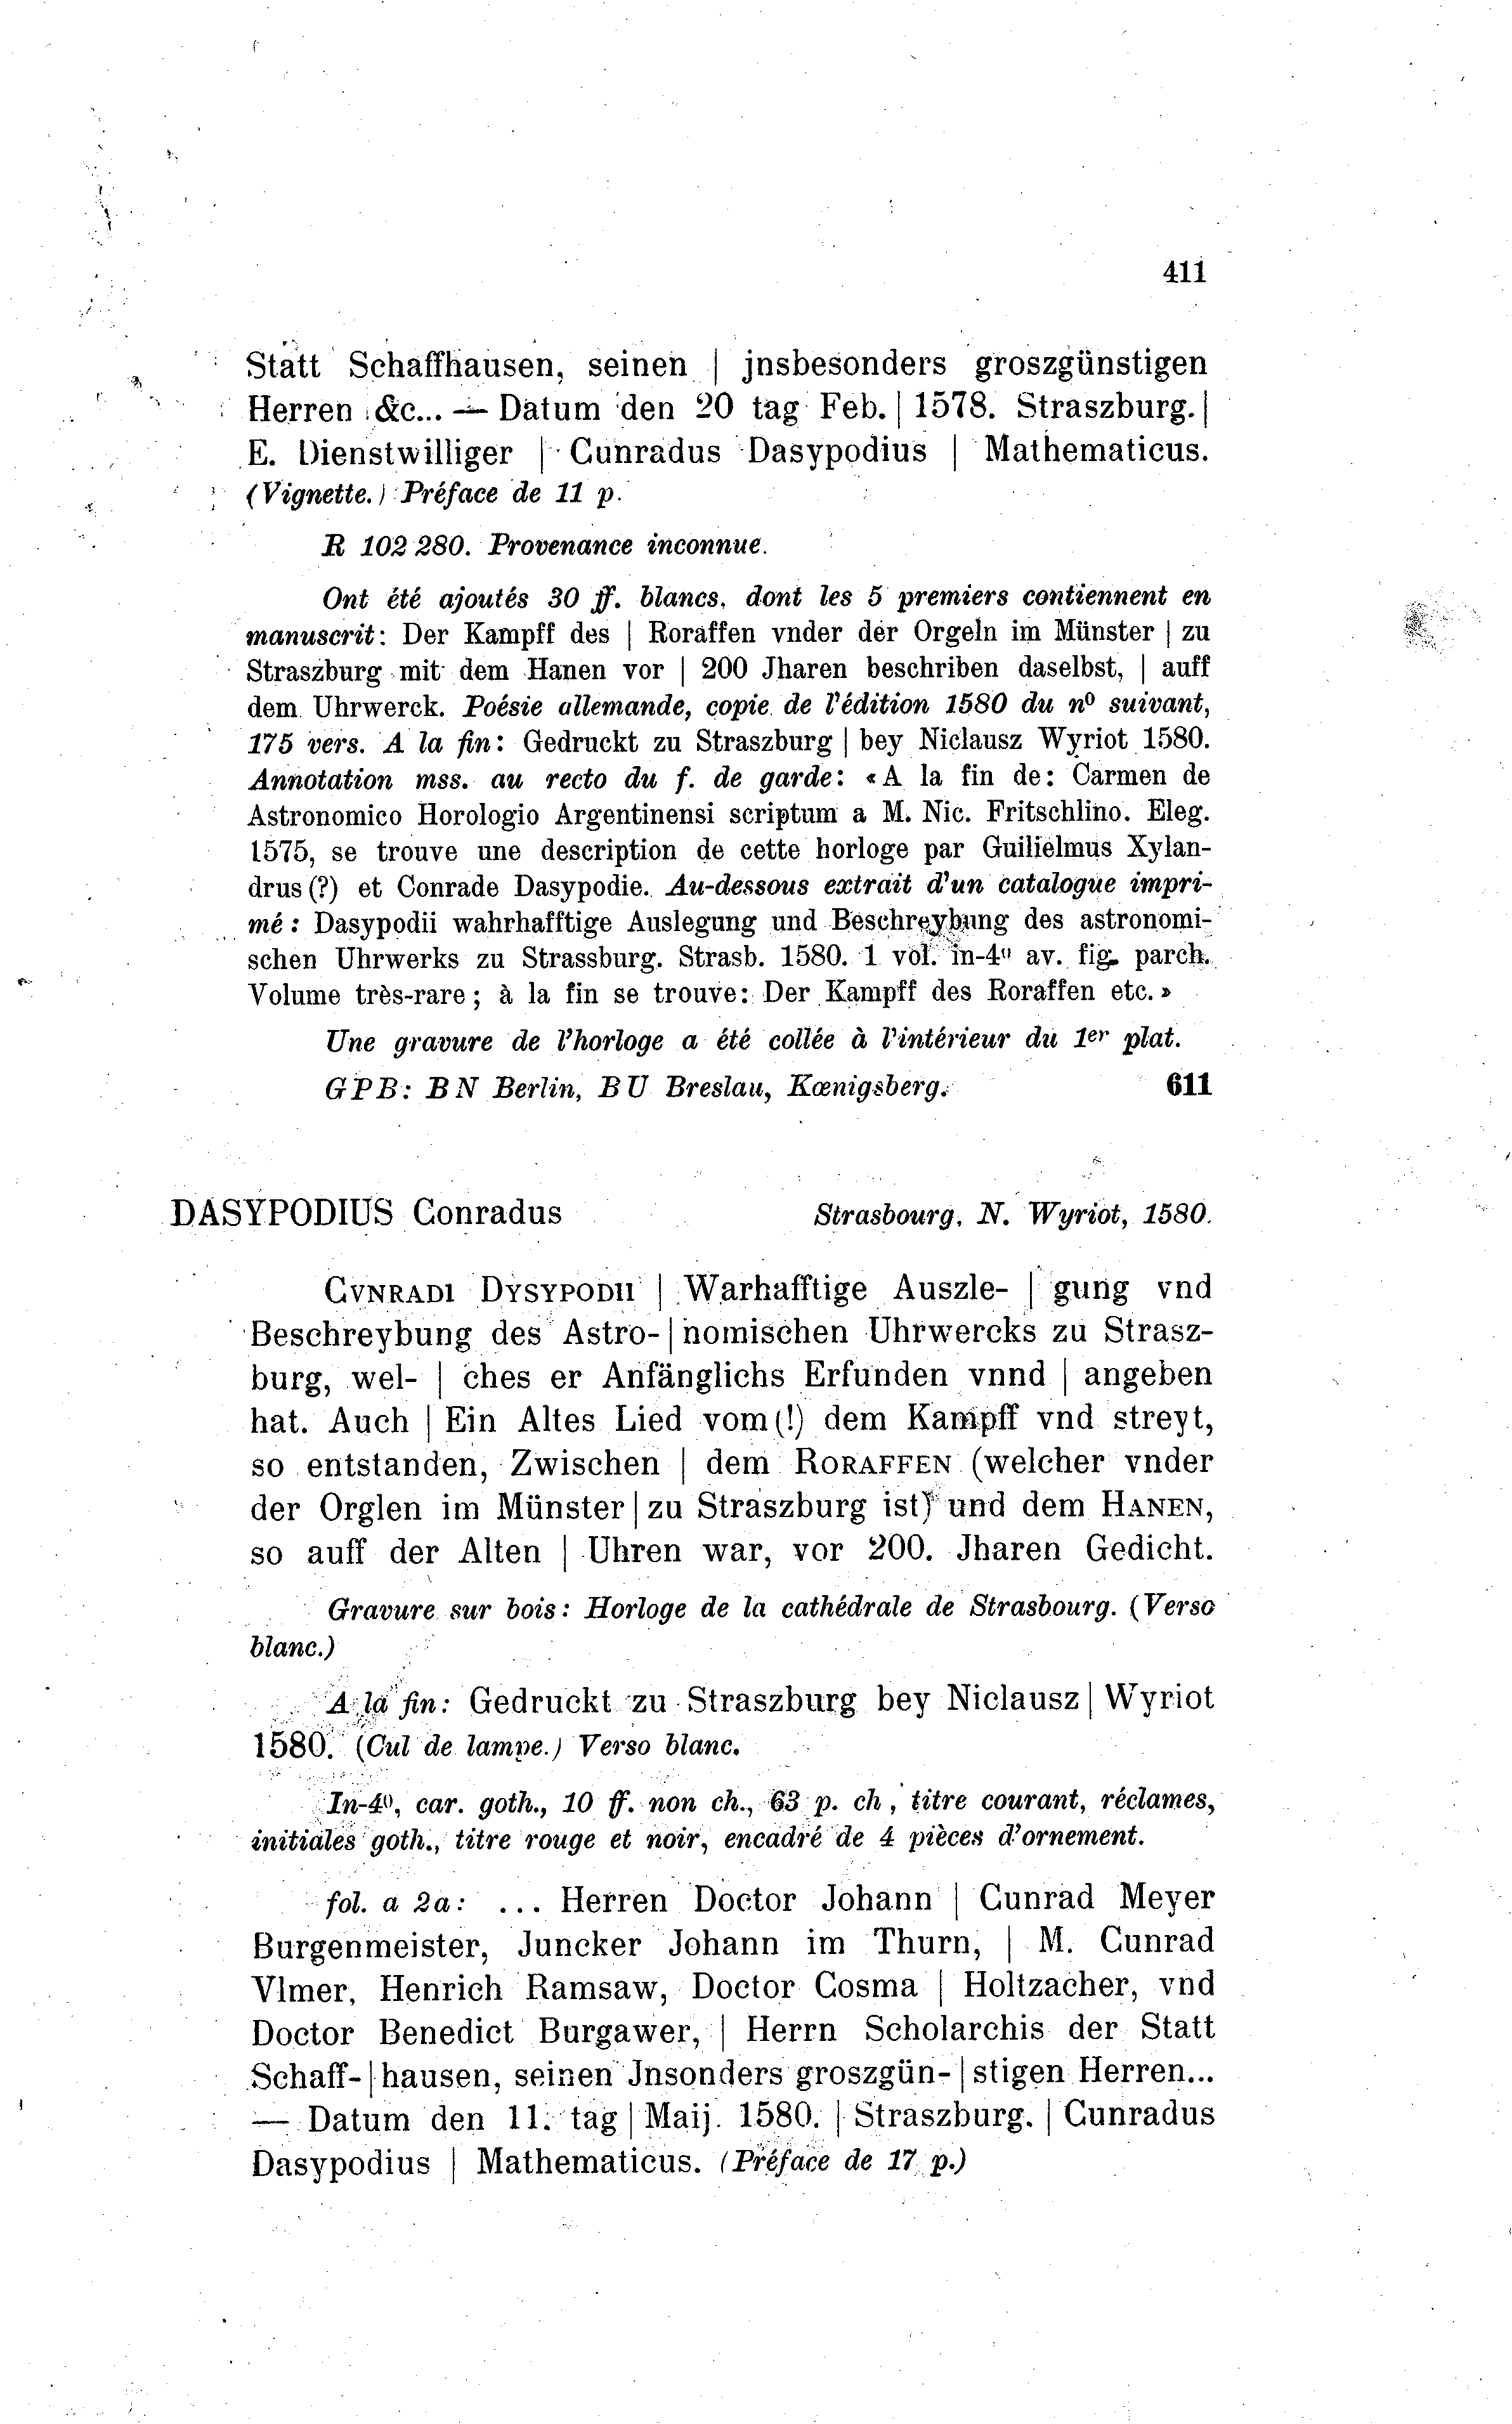 411
Statt Schaffhausen, seinen | jnsbesonders groszgünstigen
Herren &c... — Datum den 20 tag Feb. | 1578. Straszburg. |
E. Dienstwilliger | Cunradus Dasypodius | Mathematicus.
(Vignette.) Préface de 11 p.
R 102 280. Provenance inconnue.
Ont été ajoutés 30 ff. blancs, dont les 5 premiers contiennent en
manuscrit: Der Kampff des | Roraffen vnder der Orgeln im Münster | zu
Straszburg mit dem Hanen vor | 200 Jharen beschriben daselbst, | auff
dem Uhrwerck. Poésie allemande, copie de l'édition 1580 du nº suivant,
175 vers. A la fin: Gedruckt zu Straszburg | bey Niclausz Wyriot 1580.
Annotation mss. au recto du f. de garde: «A la fin de: Carmen de
Astronomico Horologio Argentinensi scriptum a M. Nic. Fritschlino. Eleg.
1575, se trouve une description de cette horloge par Guilielmus Xylan-
drus (?) et Conrade Dasypodie. Au-dessous extrait d'un catalogue impri-
mé: Dasypodii wahrhafftige Auslegung und Beschreybung des astronomi-
schen Uhrwerks zu Strassburg. Strasb. 1580. 1 vol. in-4º av. fig. parch.
Volume très-rare; à la fin se trouve: Der Kampff des Roraffen etc.»
Une gravure de l'horloge a été collée à l'intérieur du 1er plat.
GPB: BN Berlin, BU Breslau, Kœnigsberg. 611
DASYPODIUS Conradus Strasbourg, N. Wyriot, 1580.
CVNRADI DYSYPODII | Warhafftige Auszle- | gung vnd
Beschreybung des Astro- | nomischen Uhrwercks zu Strasz-
burg, wel- | ches er Anfänglichs Erfunden vnnd | angeben
hat. Auch | Ein Altes Lied vom (!) dem Kampff vnd streyt,
so entstanden, Zwischen | dem RORAFFEN (welcher vnder
der Orglen im Münster | zu Straszburg ist) und dem HANEN,
so auff der Alten | Uhren war, vor 200. Jharen Gedicht.
Gravure sur bois: Horloge de la cathédrale de Strasbourg. (Verso
blanc.)
A la fin: Gedruckt zu Straszburg bey Niclausz | Wyriot
1580. (Cul de lampe.) Verso blanc.
In-4º, car. goth., 10 ff. non ch., 63 p. ch, titre courant, réclames,
initiales goth., titre rouge et noir, encadré de 4 pièces d'ornement.
fol. a 2a: ... Herren Doctor Johann | Cunrad Meyer
Burgenmeister, Juncker Johann im Thurn, | M. Cunrad
Vlmer, Henrich Ramsaw, Doctor Cosma | Holtzacher, vnd
Doctor Benedict Burgawer, | Herrn Scholarchis der Statt
Schaff- | hausen, seinen Jnsonders groszgün- | stigen Herren...
— Datum den 11. tag | Maij. 1580. | Straszburg. | Cunradus
Dasypodius | Mathematicus. (Préface de 17 p.)